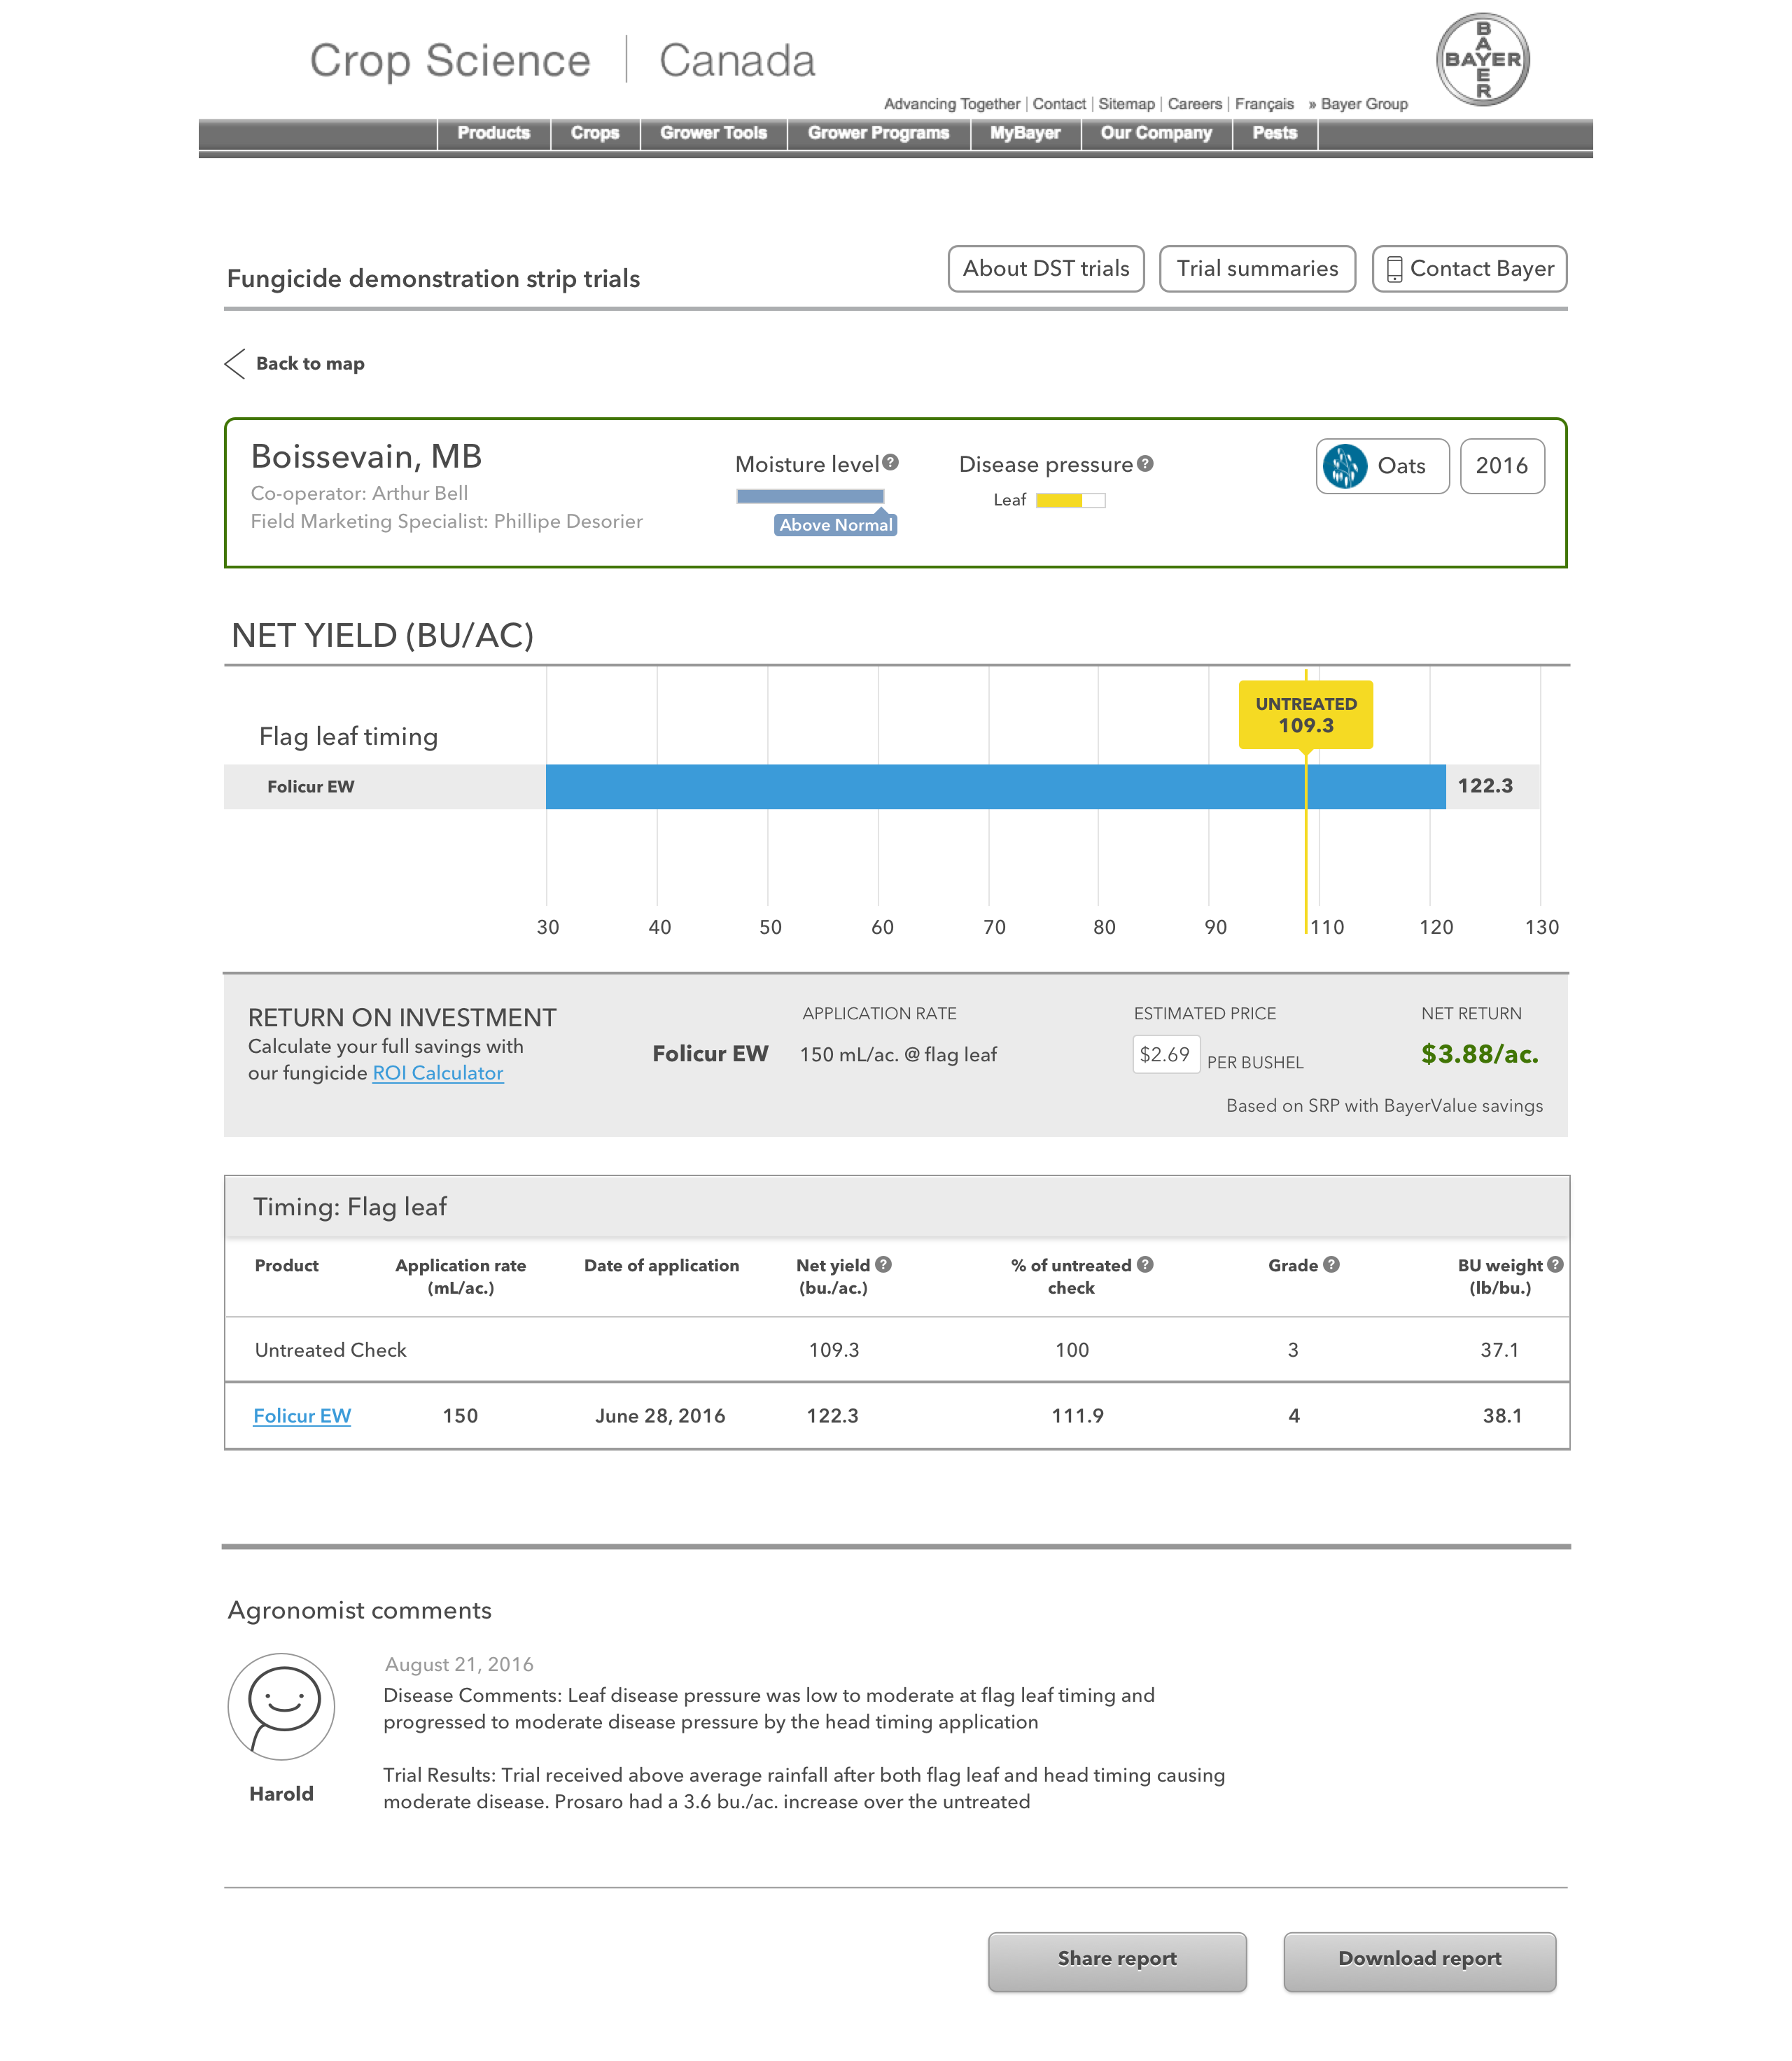 Crop Science | Canada
BAYER
BAYER
Advancing Together | Contact | Sitemap | Careers | Français » Bayer Group
Products Crops Grower Tools Grower Programs MyBayer Our Company Pests
Fungicide demonstration strip trials
About DST trials Trial summaries Contact Bayer
Back to map
Boissevain, MB
Co-operator: Arthur Bell
Field Marketing Specialist: Phillipe Desorier
Moisture level ?
Above Normal
Disease pressure ?
Leaf
Oats 2016
NET YIELD (BU/AC)
UNTREATED
109.3
Flag leaf timing
Folicur EW 122.3
30 40 50 60 70 80 90 110 120 130
RETURN ON INVESTMENT
Calculate your full savings with
our fungicide ROI Calculator
APPLICATION RATE ESTIMATED PRICE NET RETURN
Folicur EW 150 mL/ac. @ flag leaf $2.69 PER BUSHEL $3.88/ac.
Based on SRP with BayerValue savings
Timing: Flag leaf
Product Application rate Date of application Net yield ? % of untreated ? Grade ? BU weight ?
(mL/ac.) (bu./ac.) check (lb/bu.)
Untreated Check 109.3 100 3 37.1
Folicur EW 150 June 28, 2016 122.3 111.9 4 38.1
Agronomist comments
August 21, 2016
Disease Comments: Leaf disease pressure was low to moderate at flag leaf timing and
progressed to moderate disease pressure by the head timing application
Trial Results: Trial received above average rainfall after both flag leaf and head timing causing
moderate disease. Prosaro had a 3.6 bu./ac. increase over the untreated
Harold
Share report Download report